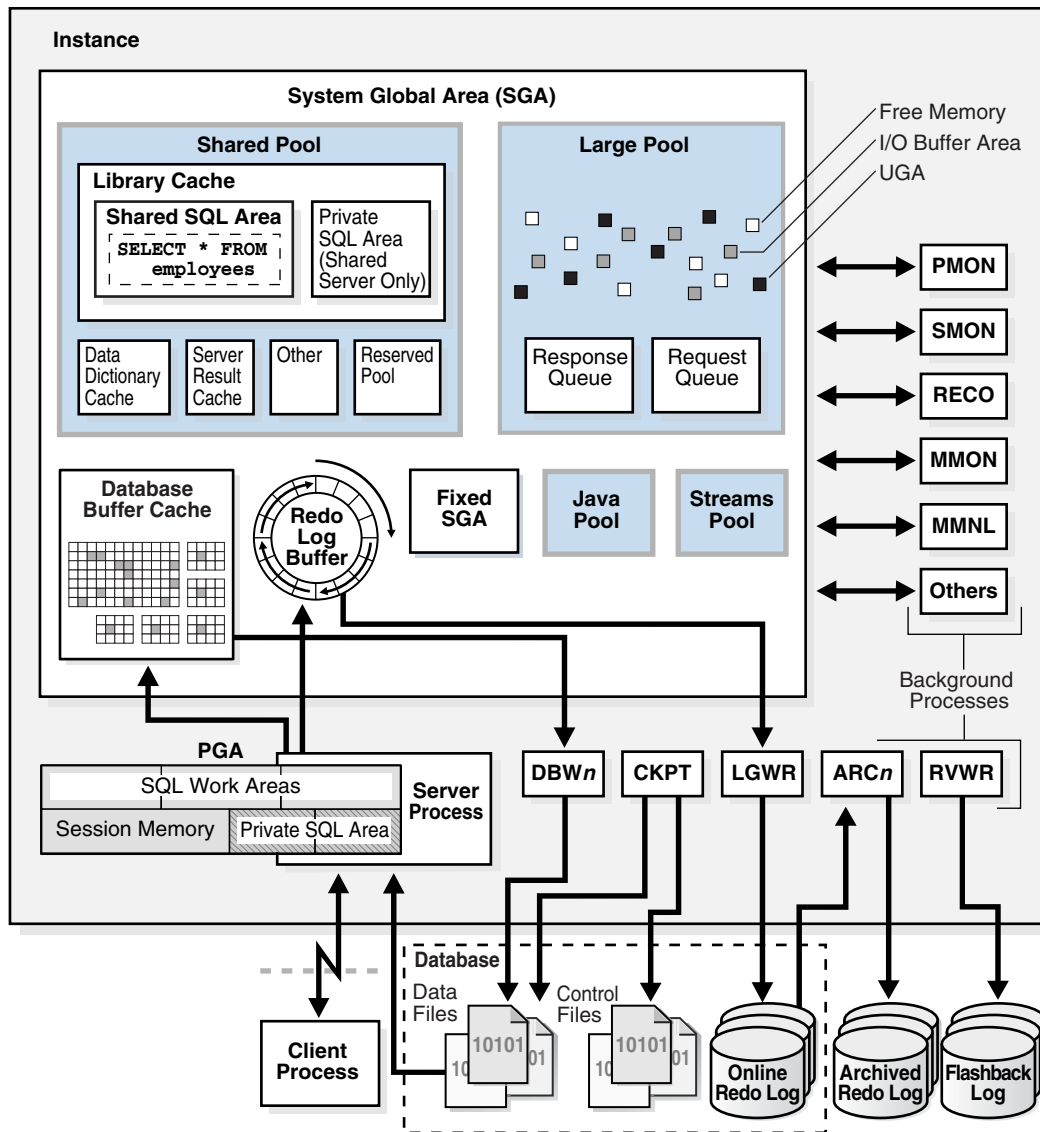 Instance
System Global Area (SGA)
Shared Pool
Library Cache
Shared SQL Area
SELECT * FROM
employees
Private
SQL Area
(Shared
Server Only)
Data
Dictionary
Cache
Server
Result
Cache
Other
Reserved
Pool
Large Pool
Response
Queue
Request
Queue
Free Memory
I/O Buffer Area
UGA
Database
Buffer Cache
Redo
Log
Buffer
Fixed
SGA
Java
Pool
Streams
Pool
PMON
SMON
RECO
MMON
MMNL
Others
Background
Processes
PGA
SQL Work Areas
Session Memory
Private SQL Area
Server
Process
DBWn
CKPT
LGWR
ARCn
RVWR
Database
Data
Files
10
10101
01
Control
Files
10101
Online
Redo Log
Archived
Redo Log
Flashback
Log
Client
Process